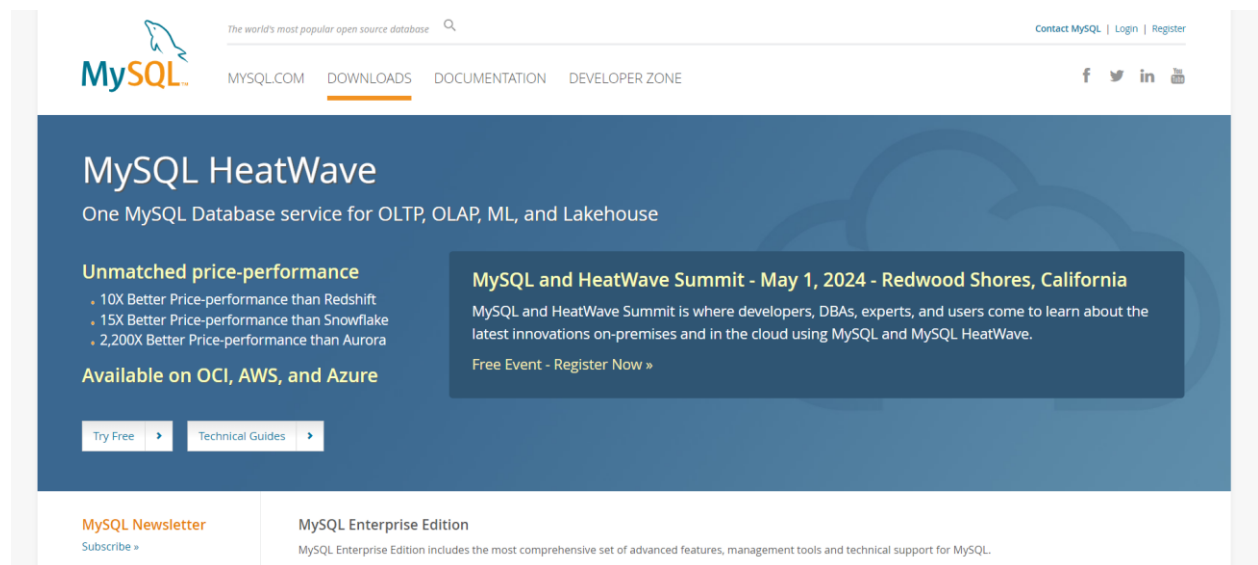 The world's most popular open source database
Contact MySQL | Login | Register
MySQL™
MYSQL.COM DOWNLOADS DOCUMENTATION DEVELOPER ZONE
MySQL HeatWave
One MySQL Database service for OLTP, OLAP, ML, and Lakehouse
Unmatched price-performance
• 10X Better Price-performance than Redshift
• 15X Better Price-performance than Snowflake
• 2,200X Better Price-performance than Aurora
Available on OCI, AWS, and Azure
MySQL and HeatWave Summit - May 1, 2024 - Redwood Shores, California
MySQL and HeatWave Summit is where developers, DBAs, experts, and users come to learn about the
latest innovations on-premises and in the cloud using MySQL and MySQL HeatWave.
Free Event - Register Now »
Try Free
Technical Guides
MySQL Newsletter
Subscribe »
MySQL Enterprise Edition
MySQL Enterprise Edition includes the most comprehensive set of advanced features, management tools and technical support for MySQL.